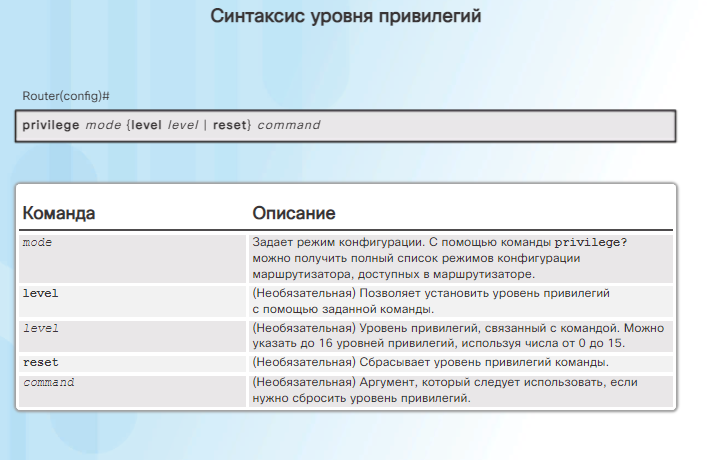 Синтаксис уровня привилегий
Router(config)#
privilege mode {level level | reset} command
Команда Описание
mode Задает режим конфигурации. С помощью команды privilege?
можно получить полный список режимов конфигурации
маршрутизатора, доступных в маршрутизаторе.
level (Необязательная) Позволяет установить уровень привилегий
с помощью заданной команды.
level (Необязательная) Уровень привилегий, связанный с командой. Можно
указать до 16 уровней привилегий, используя числа от 0 до 15.
reset (Необязательная) Сбрасывает уровень привилегий команды.
command (Необязательная) Аргумент, который следует использовать, если
нужно сбросить уровень привилегий.